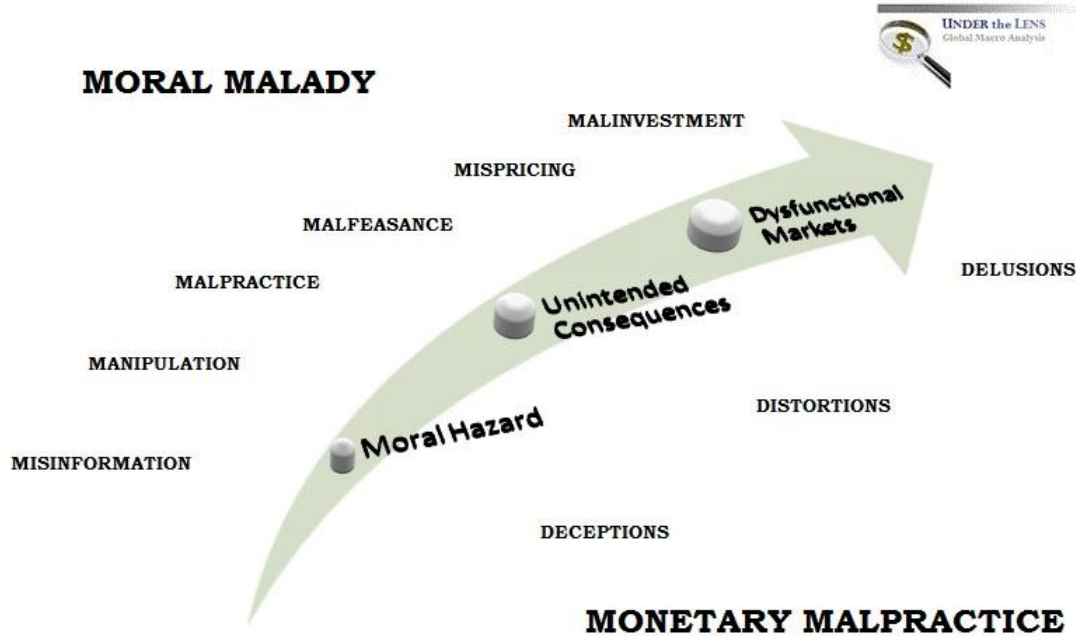 UNDER the LENS
Global Macro Analysis
MORAL MALADY
MALINVESTMENT
MISPRICING
MALFEASANCE
MALPRACTICE
MANIPULATION
MISINFORMATION
Dysfunctional
Markets
Unintended
Consequences
Moral Hazard
DELUSIONS
DISTORTIONS
DECEPTIONS
MONETARY MALPRACTICE